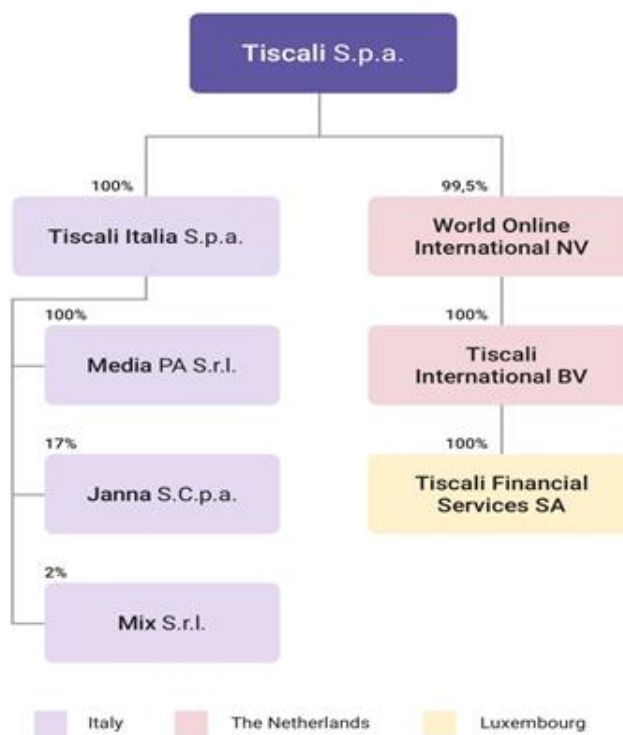 Tiscali S.p.a.
100%
Tiscali Italia S.p.a.
100%
Media PA S.r.l.
17%
Janna S.C.p.a.
2%
Mix S.r.l.
99,5%
World Online
International NV
100%
Tiscali
International BV
100%
Tiscali Financial
Services SA
Italy
The Netherlands
Luxembourg